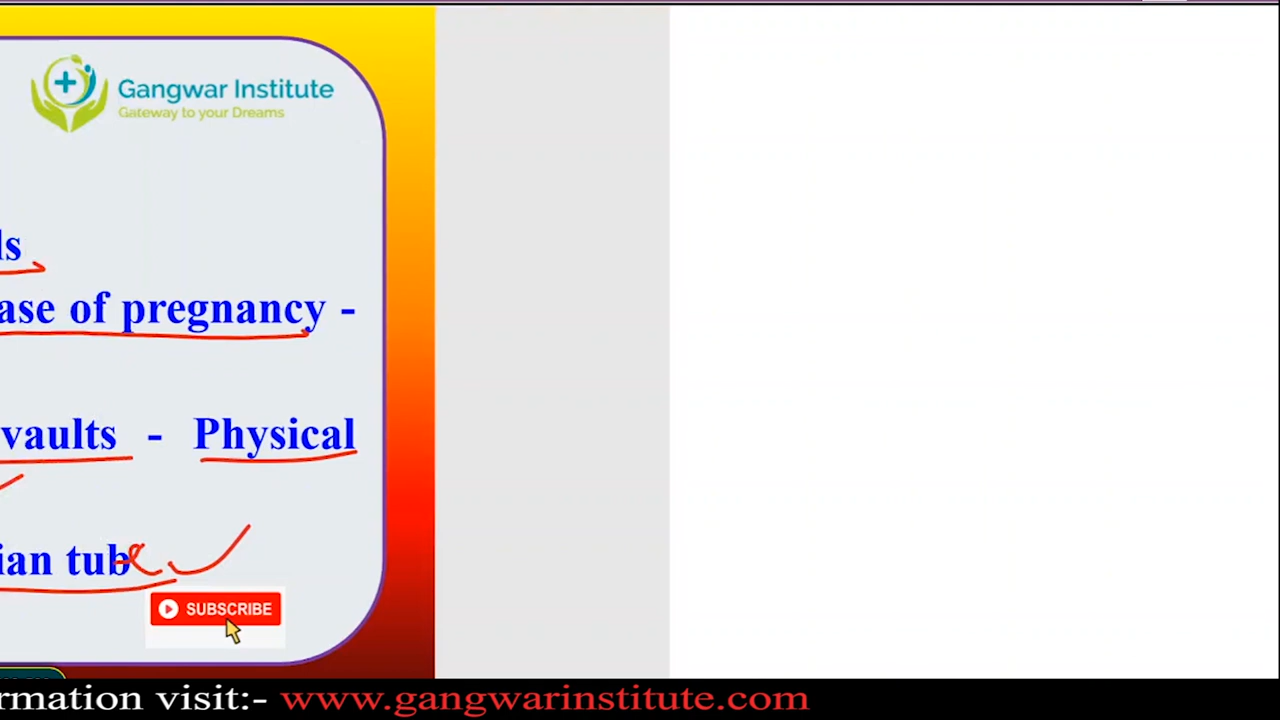 Gangwar Institute
Gateway to your Dreams
ls
ase of pregnancy -
vaults - Physical
ian tube
SUBSCRIBE
rmation visit:- www.gangwarinstitute.com